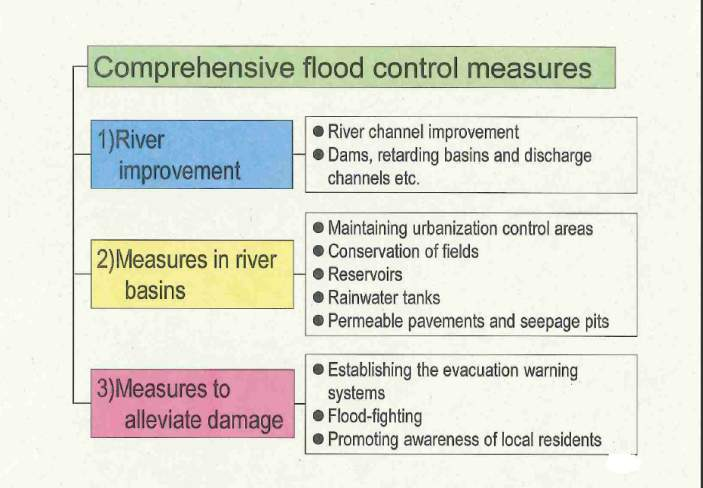 Comprehensive flood control measures
1)River
improvement
● River channel improvement
● Dams, retarding basins and discharge
channels etc.
2)Measures in river
basins
● Maintaining urbanization control areas
● Conservation of fields
● Reservoirs
● Rainwater tanks
● Permeable pavements and seepage pits
3)Measures to
alleviate damage
● Establishing the evacuation warning
systems
● Flood-fighting
● Promoting awareness of local residents